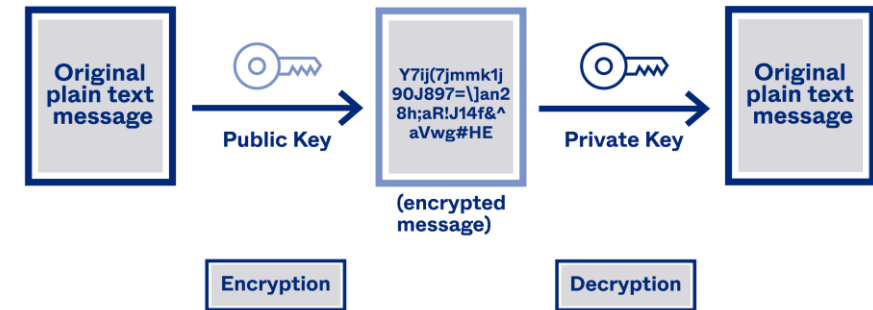 Original
plain text
message
Public Key
Y7ij(7jmmk1j
90J897=\]an2
8h;aR!J14f&^
aVwg#HE
(encrypted
message)
Private Key
Original
plain text
message
Encryption
Decryption